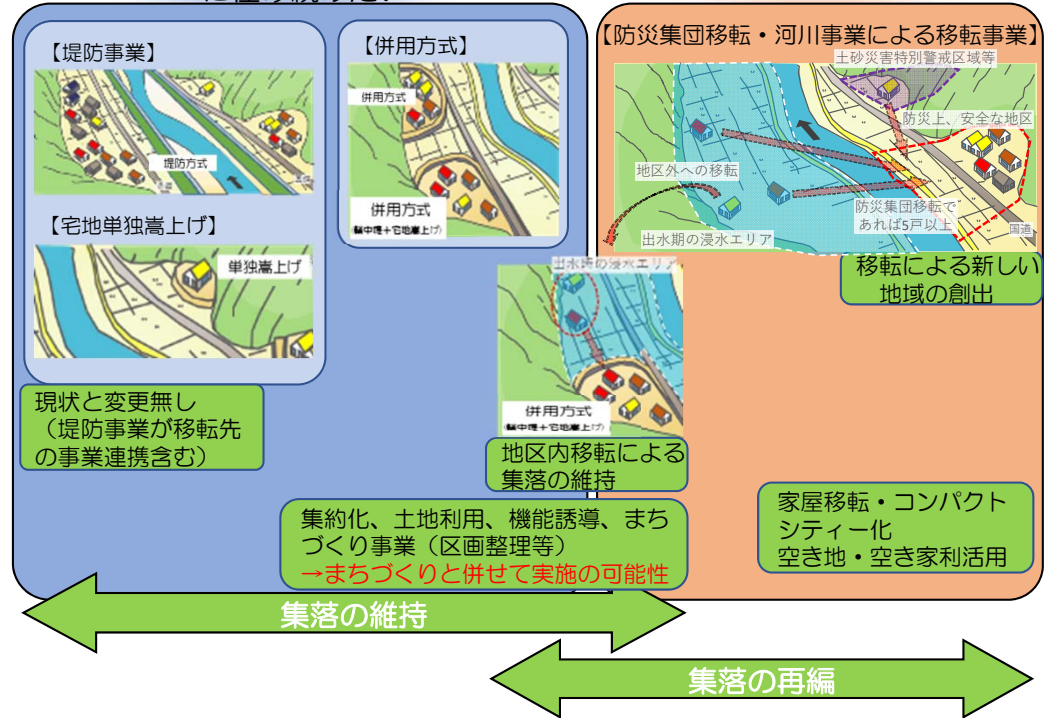 に住み続けたい
【堤防事業】
堤防方式
【宅地単独嵩上げ】
単独嵩上げ
現状と変更無し
（堤防事業が移転先
の事業連携含む）
【併用方式】
併用方式
併用方式
(輪中堤+宅地嵩上げ)
出水時の浸水エリア
併用方式
(輪中堤+宅地嵩上げ)
地区内移転による
集落の維持
集約化、土地利用、機能誘導、まち
づくり事業（区画整理等）
→まちづくりと併せて実施の可能性
【防災集団移転・河川事業による移転事業】
土砂災害特別警戒区域等
防災上、安全な地区
地区外への移転
防災集団移転で
あれば5戸以上
国道
出水期の浸水エリア
移転による新しい
地域の創出
家屋移転・コンパクト
シティー化
空き地・空き家利活用
集落の維持
集落の再編